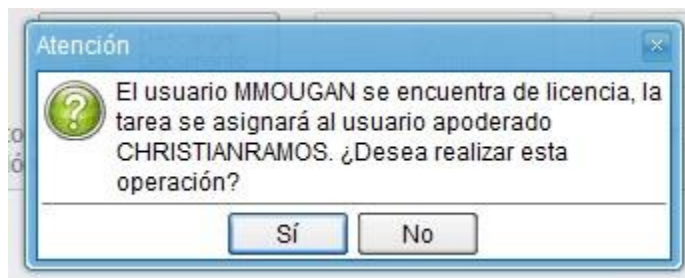 Atención
El usuario MMOUGAN se encuentra de licencia, la
tarea se asignará al usuario apoderado
CHRISTIANRAMOS. ¿Desea realizar esta
operación?
Sí
No